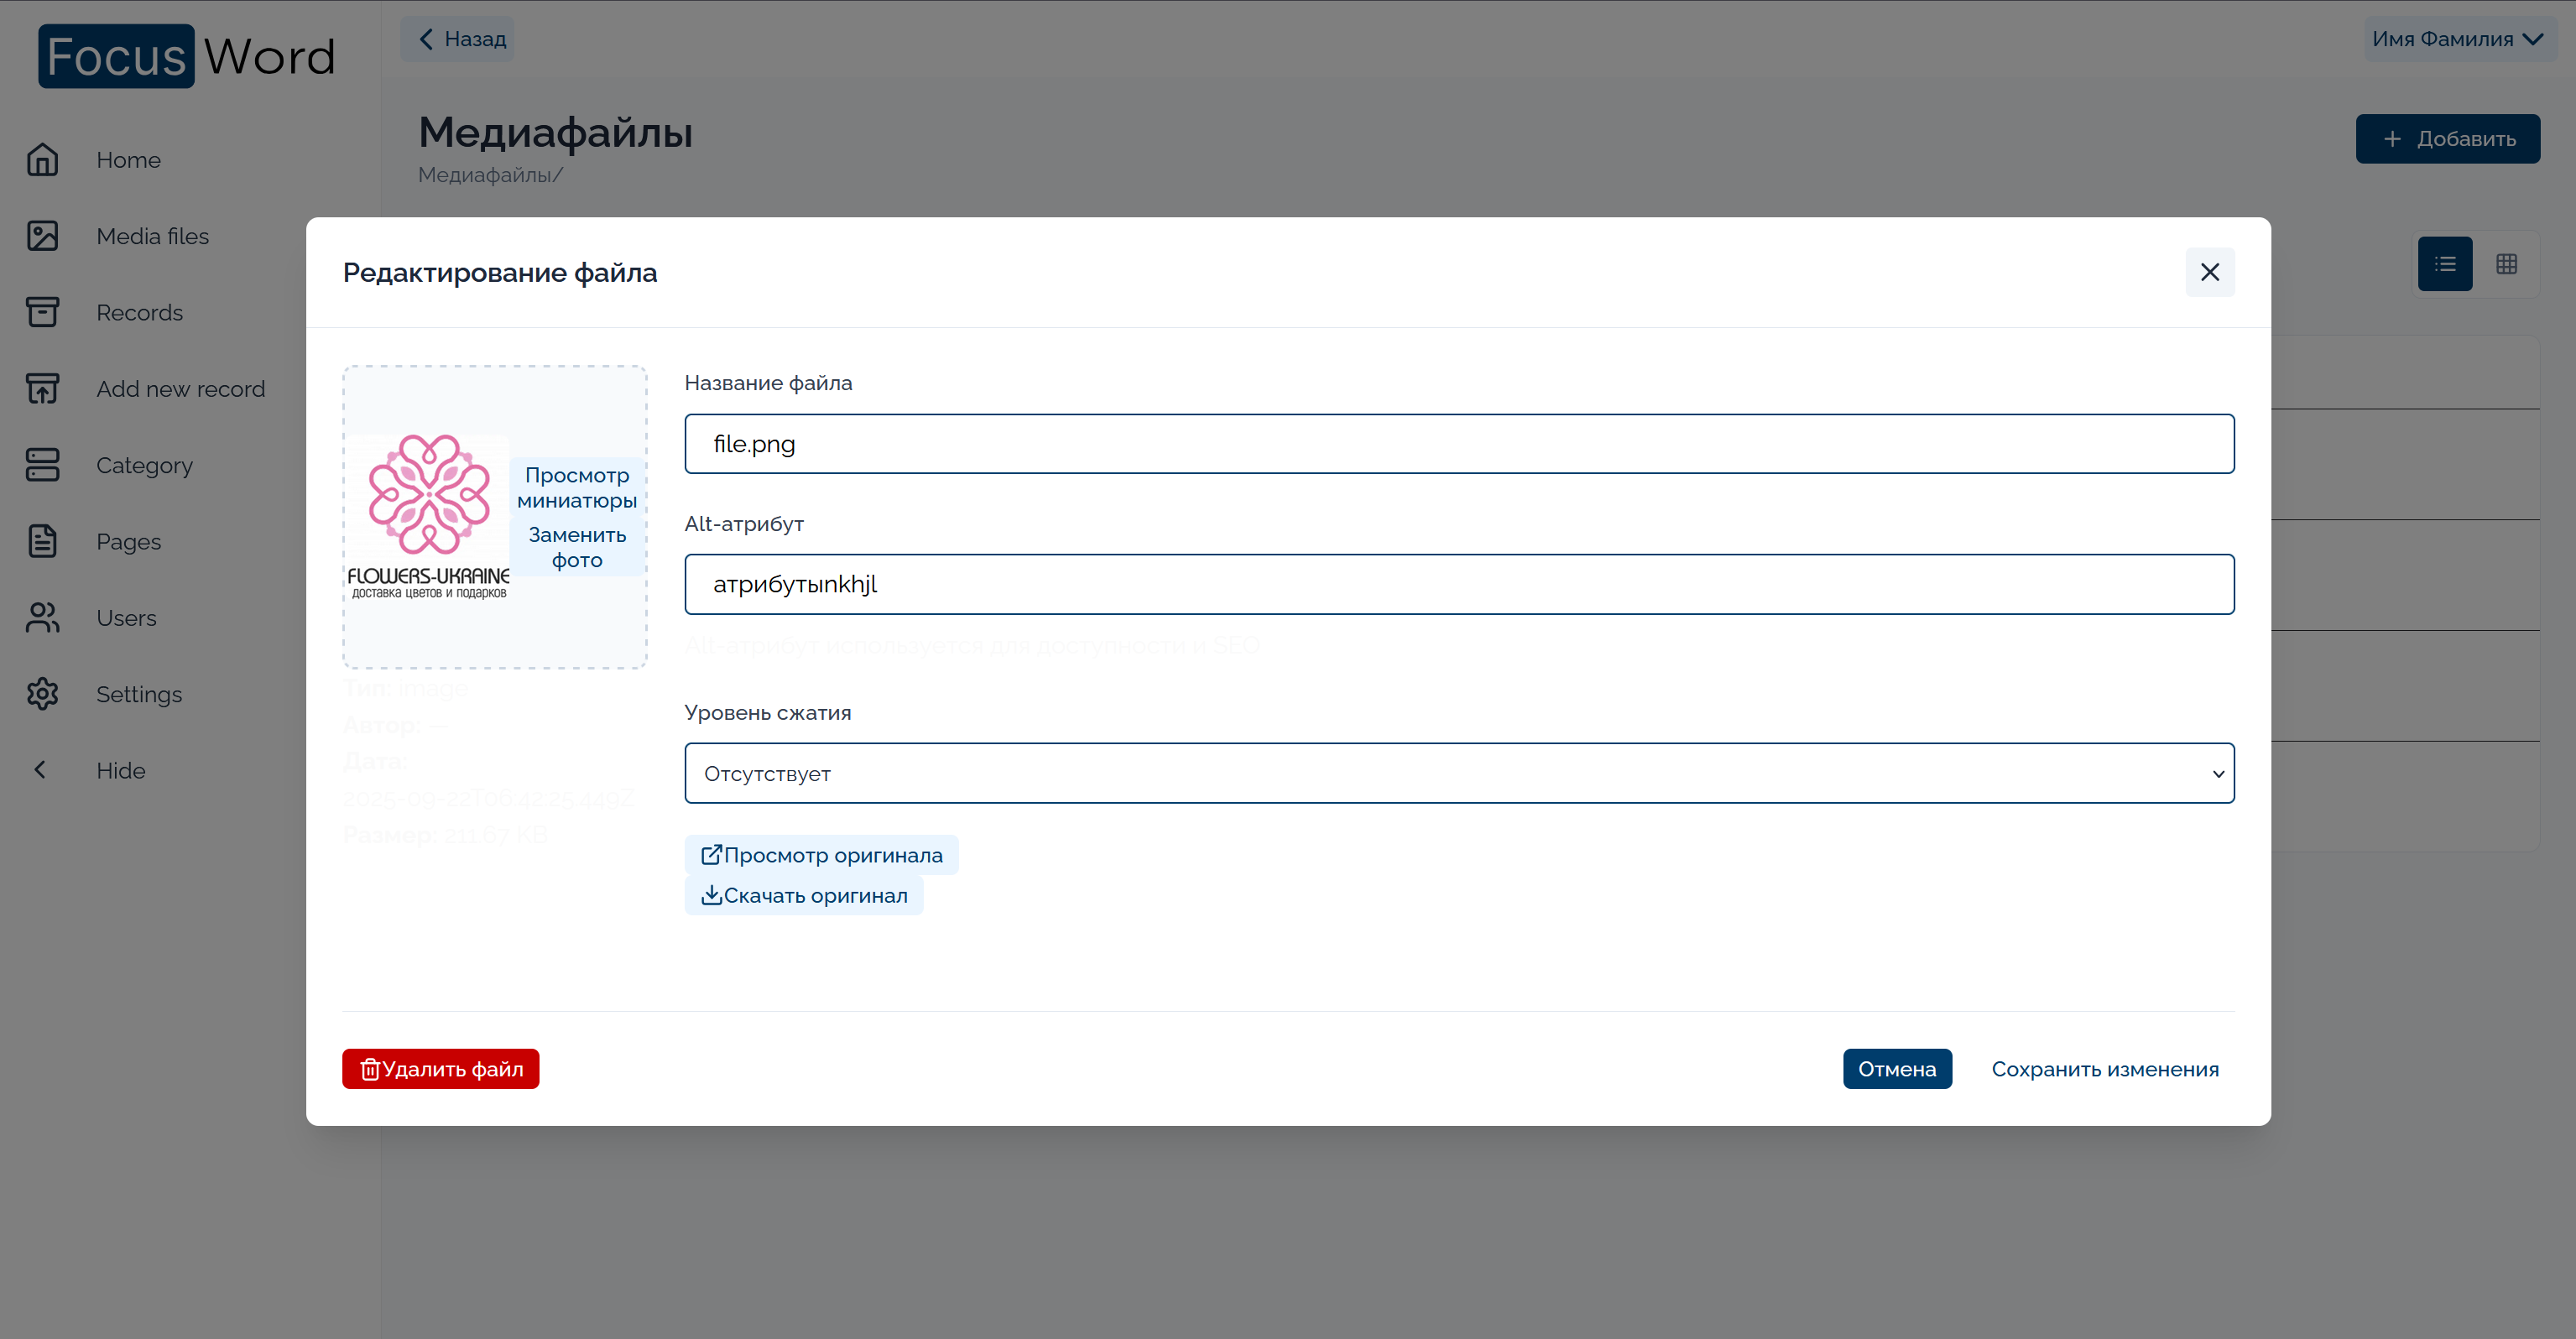 Focus Word
Назад
Имя Фамилия
Медиафайлы
Медиафайлы/
+ Добавить
Home
Media files
Records
Add new record
Category
Pages
Users
Settings
Hide
Редактирование файла
Просмотр
миниатюры
Заменить
фото
FLOWERS-UKRAINE
доставка цветов и подарков
Тип: image
Автор: —
Дата:
2025-09-22T06:42:25.449Z
Размер: 211.67 KB
Название файла
file.png
Alt-атрибут
атрибутыnkhjl
Alt-атрибут используется для доступности и SEO
Уровень сжатия
Отсутствует
Просмотр оригинала
Скачать оригинал
Удалить файл
Отмена
Сохранить изменения